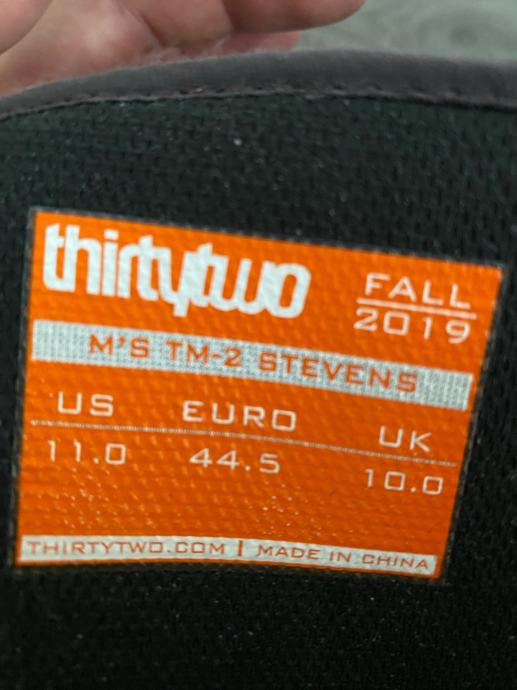 thirtytwo
FALL
2019
M'S TM-2 STEVENS
US EURO UK
11.0 44.5 10.0
THIRTYTWO.COM | MADE IN CHINA